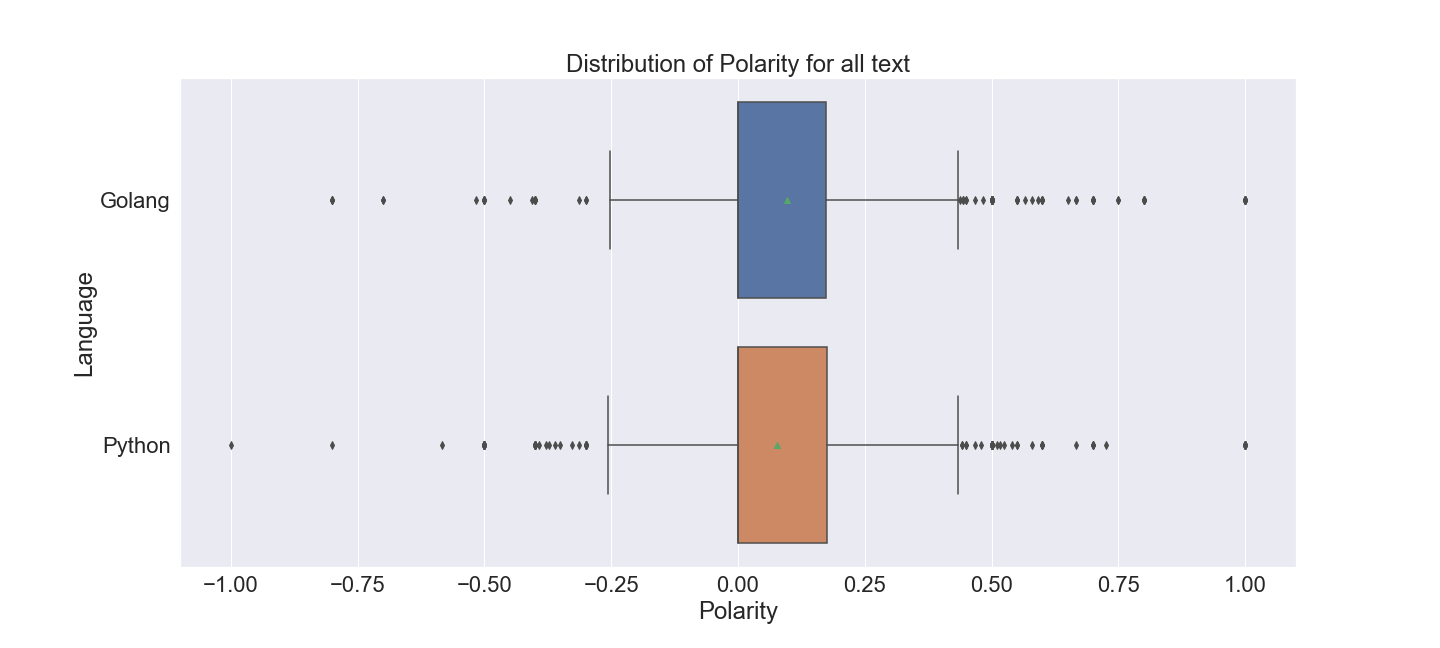 Distribution of Polarity for all text
Golang
Python
Language
−1.00 −0.75 −0.50 −0.25 0.00 0.25 0.50 0.75 1.00
Polarity